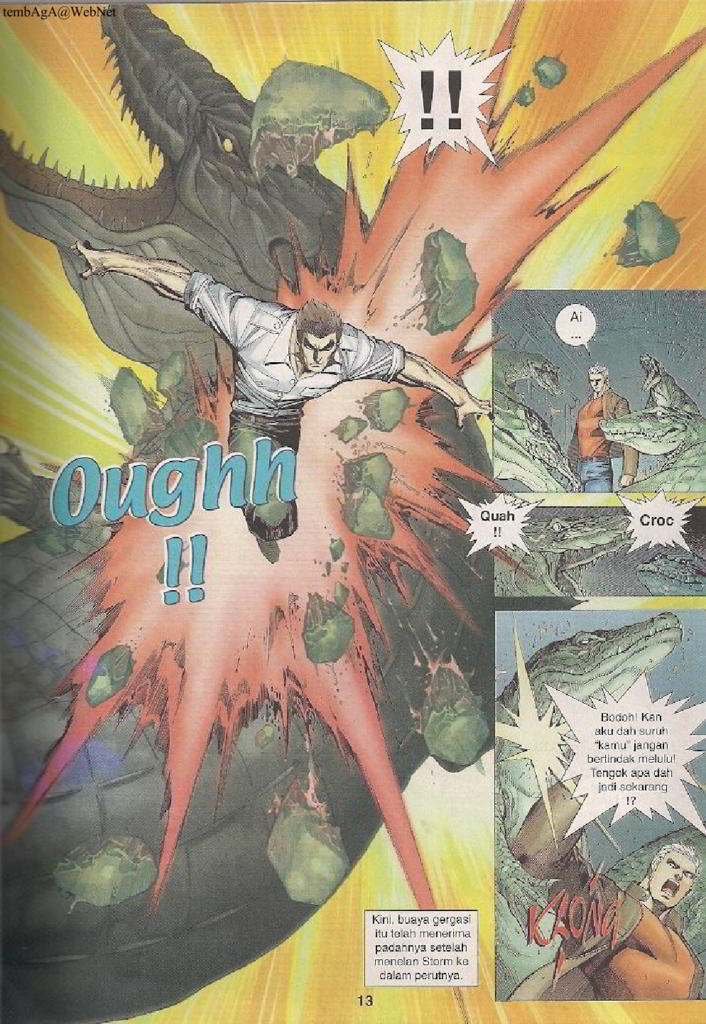 tembAgA@WebNet
!!
Oughh
!!
Ai
...
Quah
!!
Croc
Bodoh! Kan
aku dah suruh
"kamu" jangan
bertindak melulu!
Tengok apa dah
jadi sekarang
!?
Kini, buaya gergasi
itu telah menerima
padahnya setelah
menelan Storm ke
dalam perutnya.
13